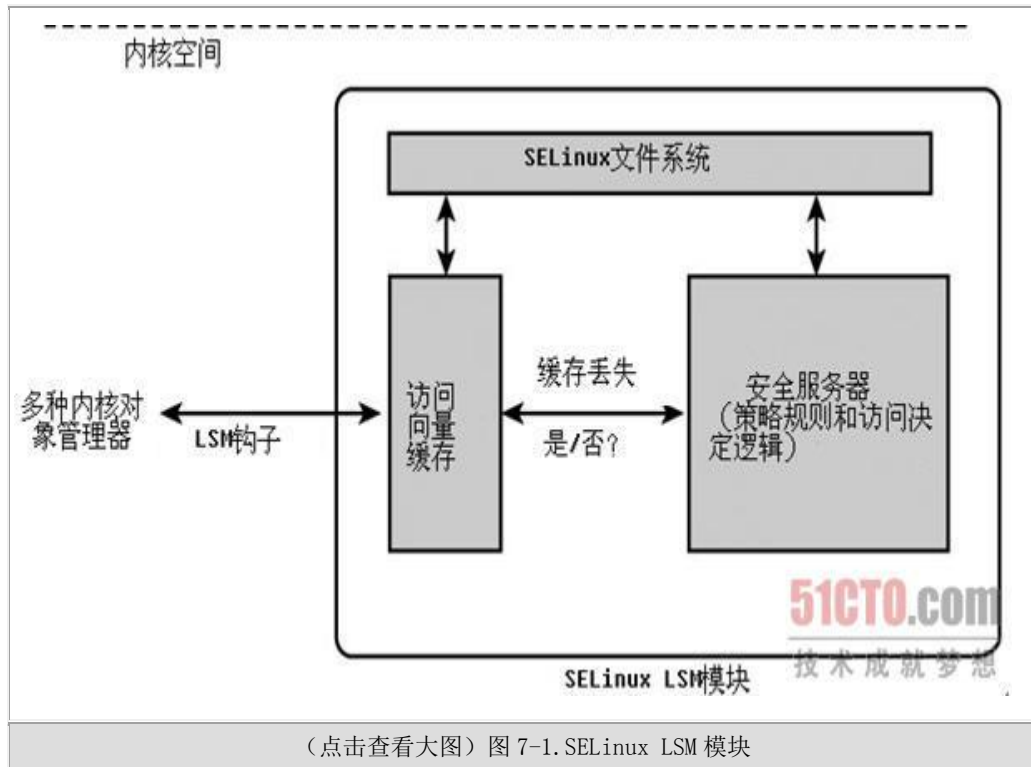 内核空间
SELinux文件系统
访问
向量
缓存
缓存丢失
是/否?
安全服务器
(策略规则和访问决
定逻辑)
多种内核对
象管理器
LSM钩子
51CTO.com
技术成就梦想
SELinux LSM模块
(点击查看大图)图 7-1.SELinux LSM 模块